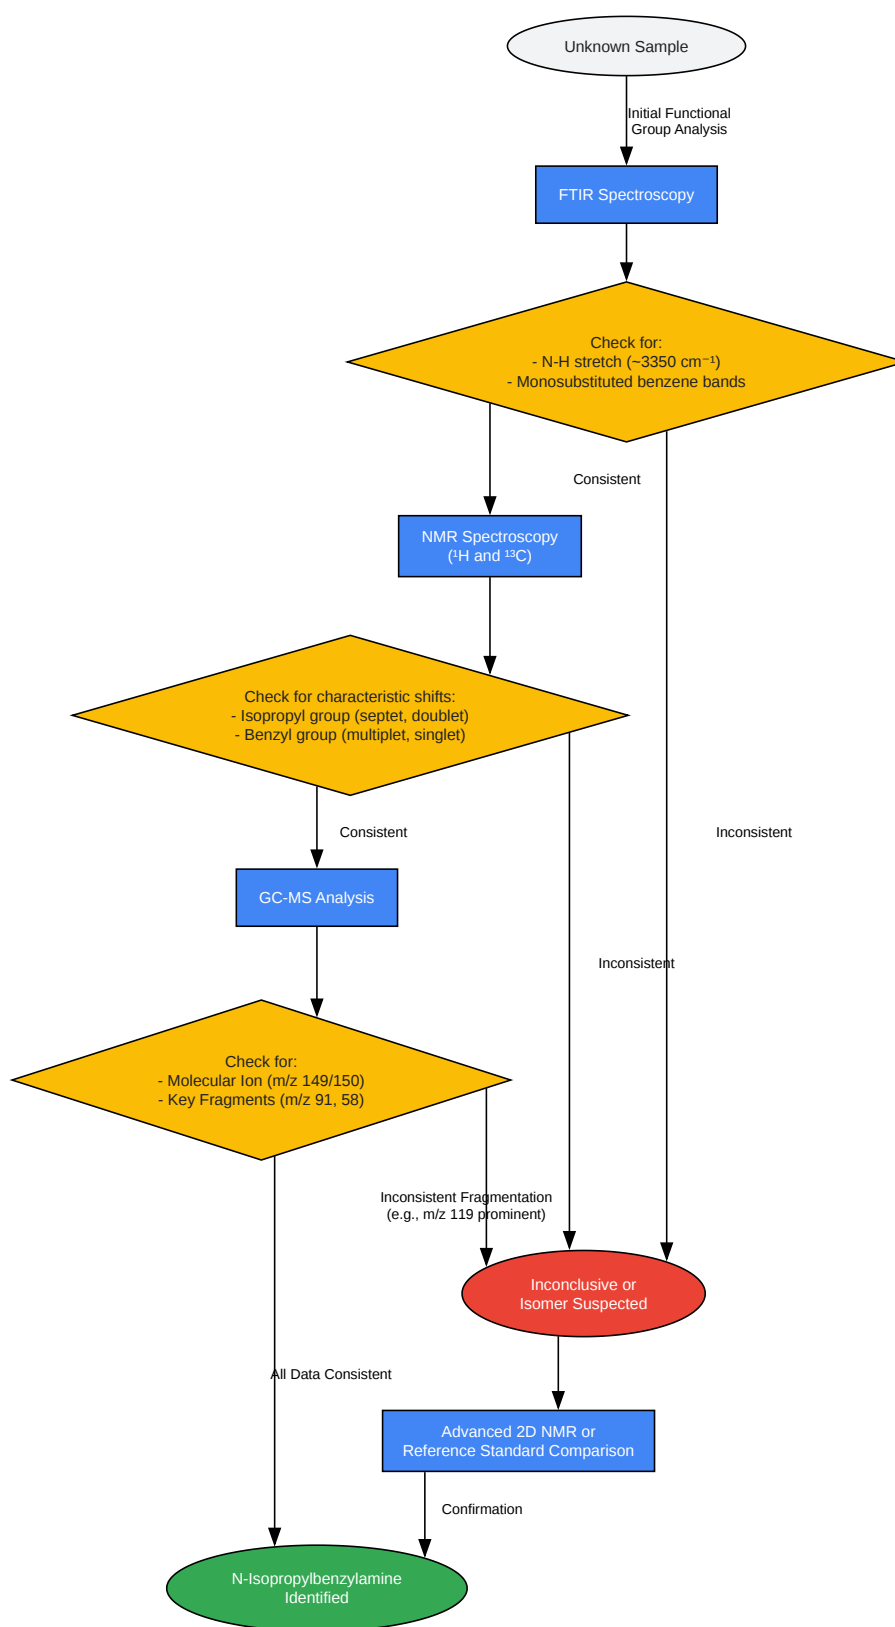 Unknown Sample
Initial Functional
Group Analysis
FTIR Spectroscopy
Check for:
- N-H stretch (~3350 cm⁻¹)
- Monosubstituted benzene bands
Consistent
NMR Spectroscopy
(¹H and ¹³C)
Check for characteristic shifts:
- Isopropyl group (septet, doublet)
- Benzyl group (multiplet, singlet)
Consistent
Inconsistent
GC-MS Analysis
Inconsistent
Check for:
- Molecular Ion (m/z 149/150)
- Key Fragments (m/z 91, 58)
Inconsistent Fragmentation
(e.g., m/z 119 prominent)
Inconclusive or
Isomer Suspected
All Data Consistent
Advanced 2D NMR or
Reference Standard Comparison
Confirmation
N-Isopropylbenzylamine
Identified